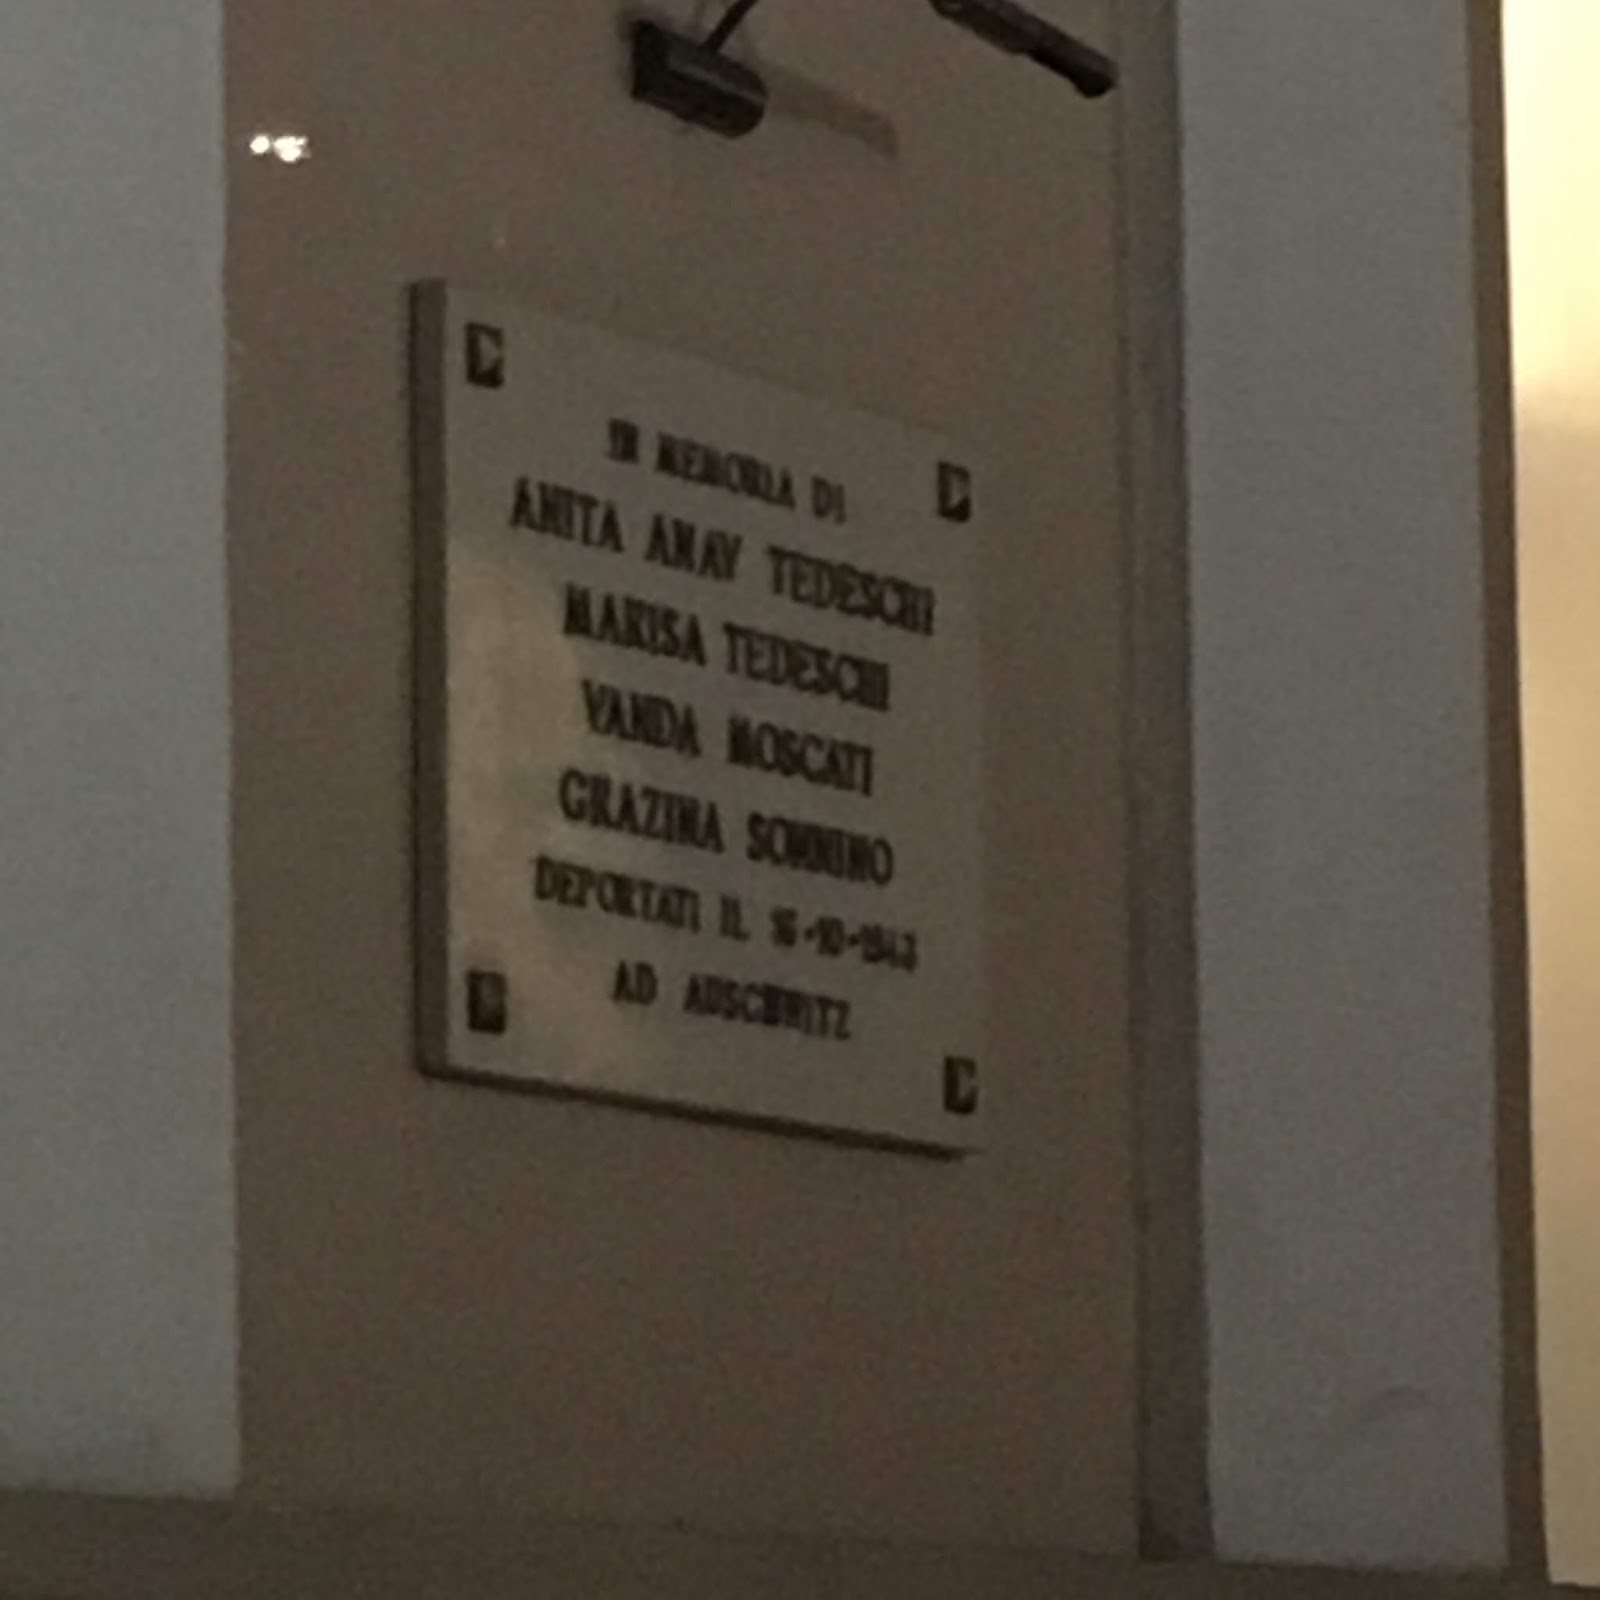 IN MEMORIA DI
ANITA ANAV TEDESCHI
MARISA TEDESCHI
VANDA MOSCATI
GRAZINA SONNINO
DEPORTATI IL 16-10-1943
AD AUSCHWITZ